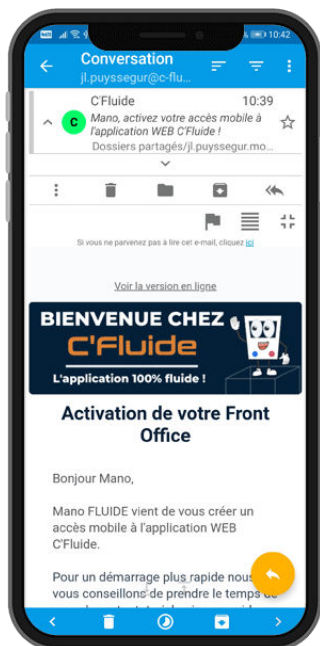 10:42
Conversation
jl.puyssegur@c-flu...
C'Fluide 10:39
C
Mano, activez votre accès mobile à
l'application WEB C'Fluide !
Dossiers partagés/jl.puyssegur.mo...
Si vous ne parvenez pas à lire cet e-mail, cliquez ici
Voir la version en ligne
BIENVENUE CHEZ
C'Fluide
L'application 100% fluide !
Activation de votre Front
Office
Bonjour Mano,
Mano FLUIDE vient de vous créer un
accès mobile à l'application WEB
C'Fluide.
Pour un démarrage plus rapide nous
vous conseillons de prendre le temps de